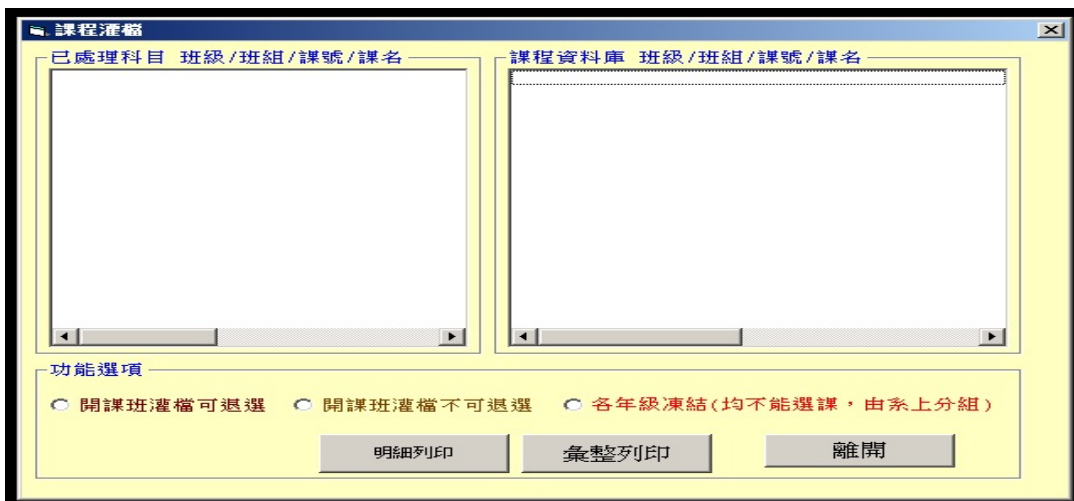 課程灌檔
已處理科目 班級/班組/課號/課名
課程資料庫 班級/班組/課號/課名
功能選項
開課班灌檔可退選
開課班灌檔不可退選
各年級凍結(均不能選課，由系上分組)
明細列印
彙整列印
離開